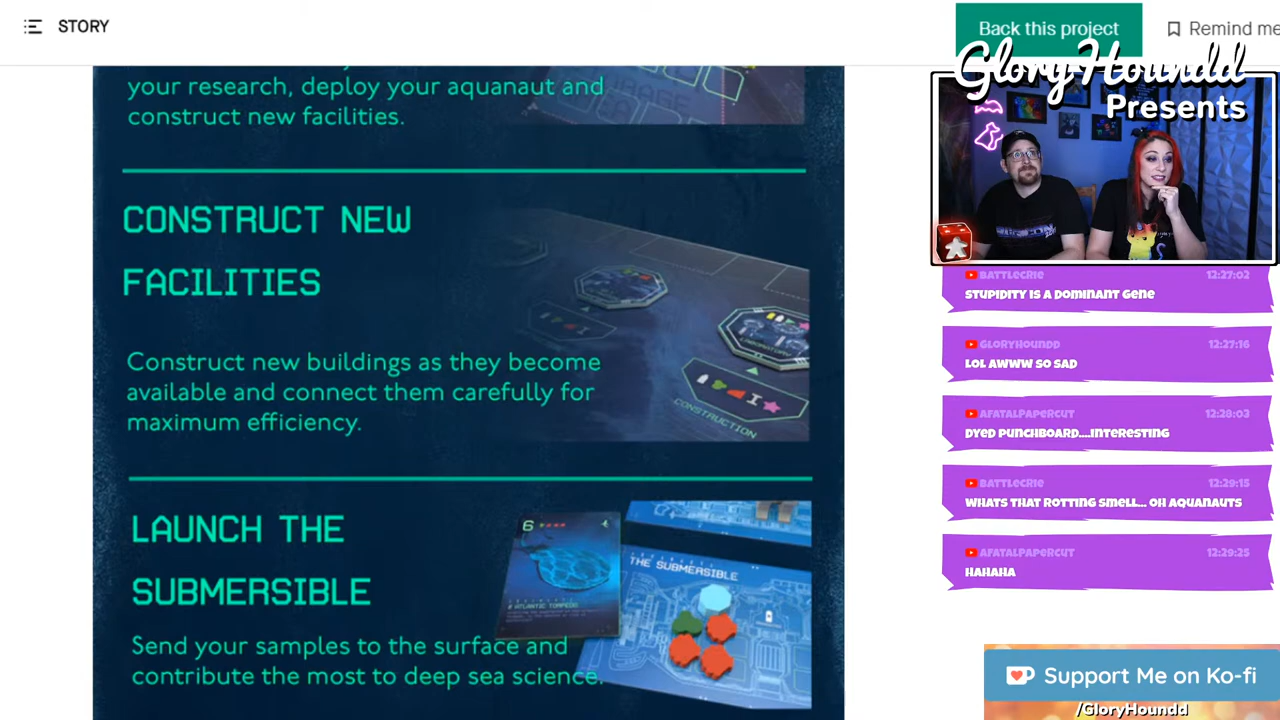 STORY
Back this project
Remind me
GloryHoundd
Presents
your research, deploy your aquanaut and
construct new facilities.
CONSTRUCT NEW
FACILITIES
Construct new buildings as they become
available and connect them carefully for
maximum efficiency.
LABORATORY
CONSTRUCTION
LAUNCH THE
SUBMERSIBLE
Send your samples to the surface and
contribute the most to deep sea science.
6
ATLANTIC TORPEDO
THE SUBMERSIBLE
BATTLECRIE 12:27:02
STUPIDITY IS A DOMINANT GENE
GLORYHOUNDD 12:27:16
LOL AWWW SO SAD
AFATALPAPERCUT 12:28:03
DYED PUNCHBOARD....INTERESTING
BATTLECRIE 12:29:15
WHATS THAT ROTTING SMELL... OH AQUANAUTS
AFATALPAPERCUT 12:29:25
HAHAHA
Support Me on Ko-fi
/GloryHoundd